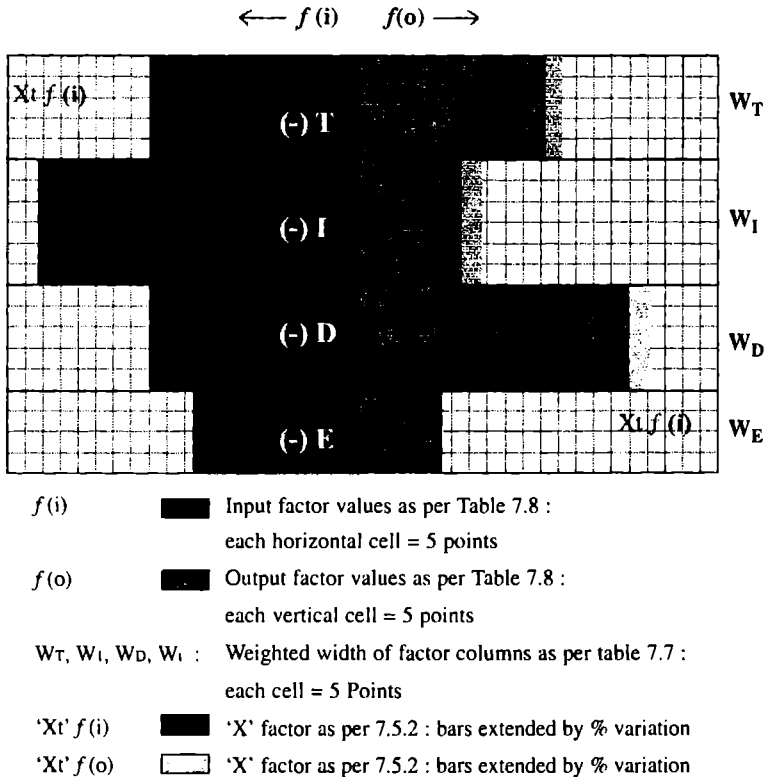 ← f (i) f(o) →
Xt f (i)
(-) T
W_T
(-) I
W_I
(-) D
W_D
(-) E
Xt f (i)
W_E
f (i) Input factor values as per Table 7.8 :
each horizontal cell = 5 points
f (o) Output factor values as per Table 7.8 :
each vertical cell = 5 points
W_T, W_I, W_D, W_I : Weighted width of factor columns as per table 7.7 :
each cell = 5 Points
‘Xt’ f (i) ‘X’ factor as per 7.5.2 : bars extended by % variation
‘Xt’ f (o) ‘X’ factor as per 7.5.2 : bars extended by % variation